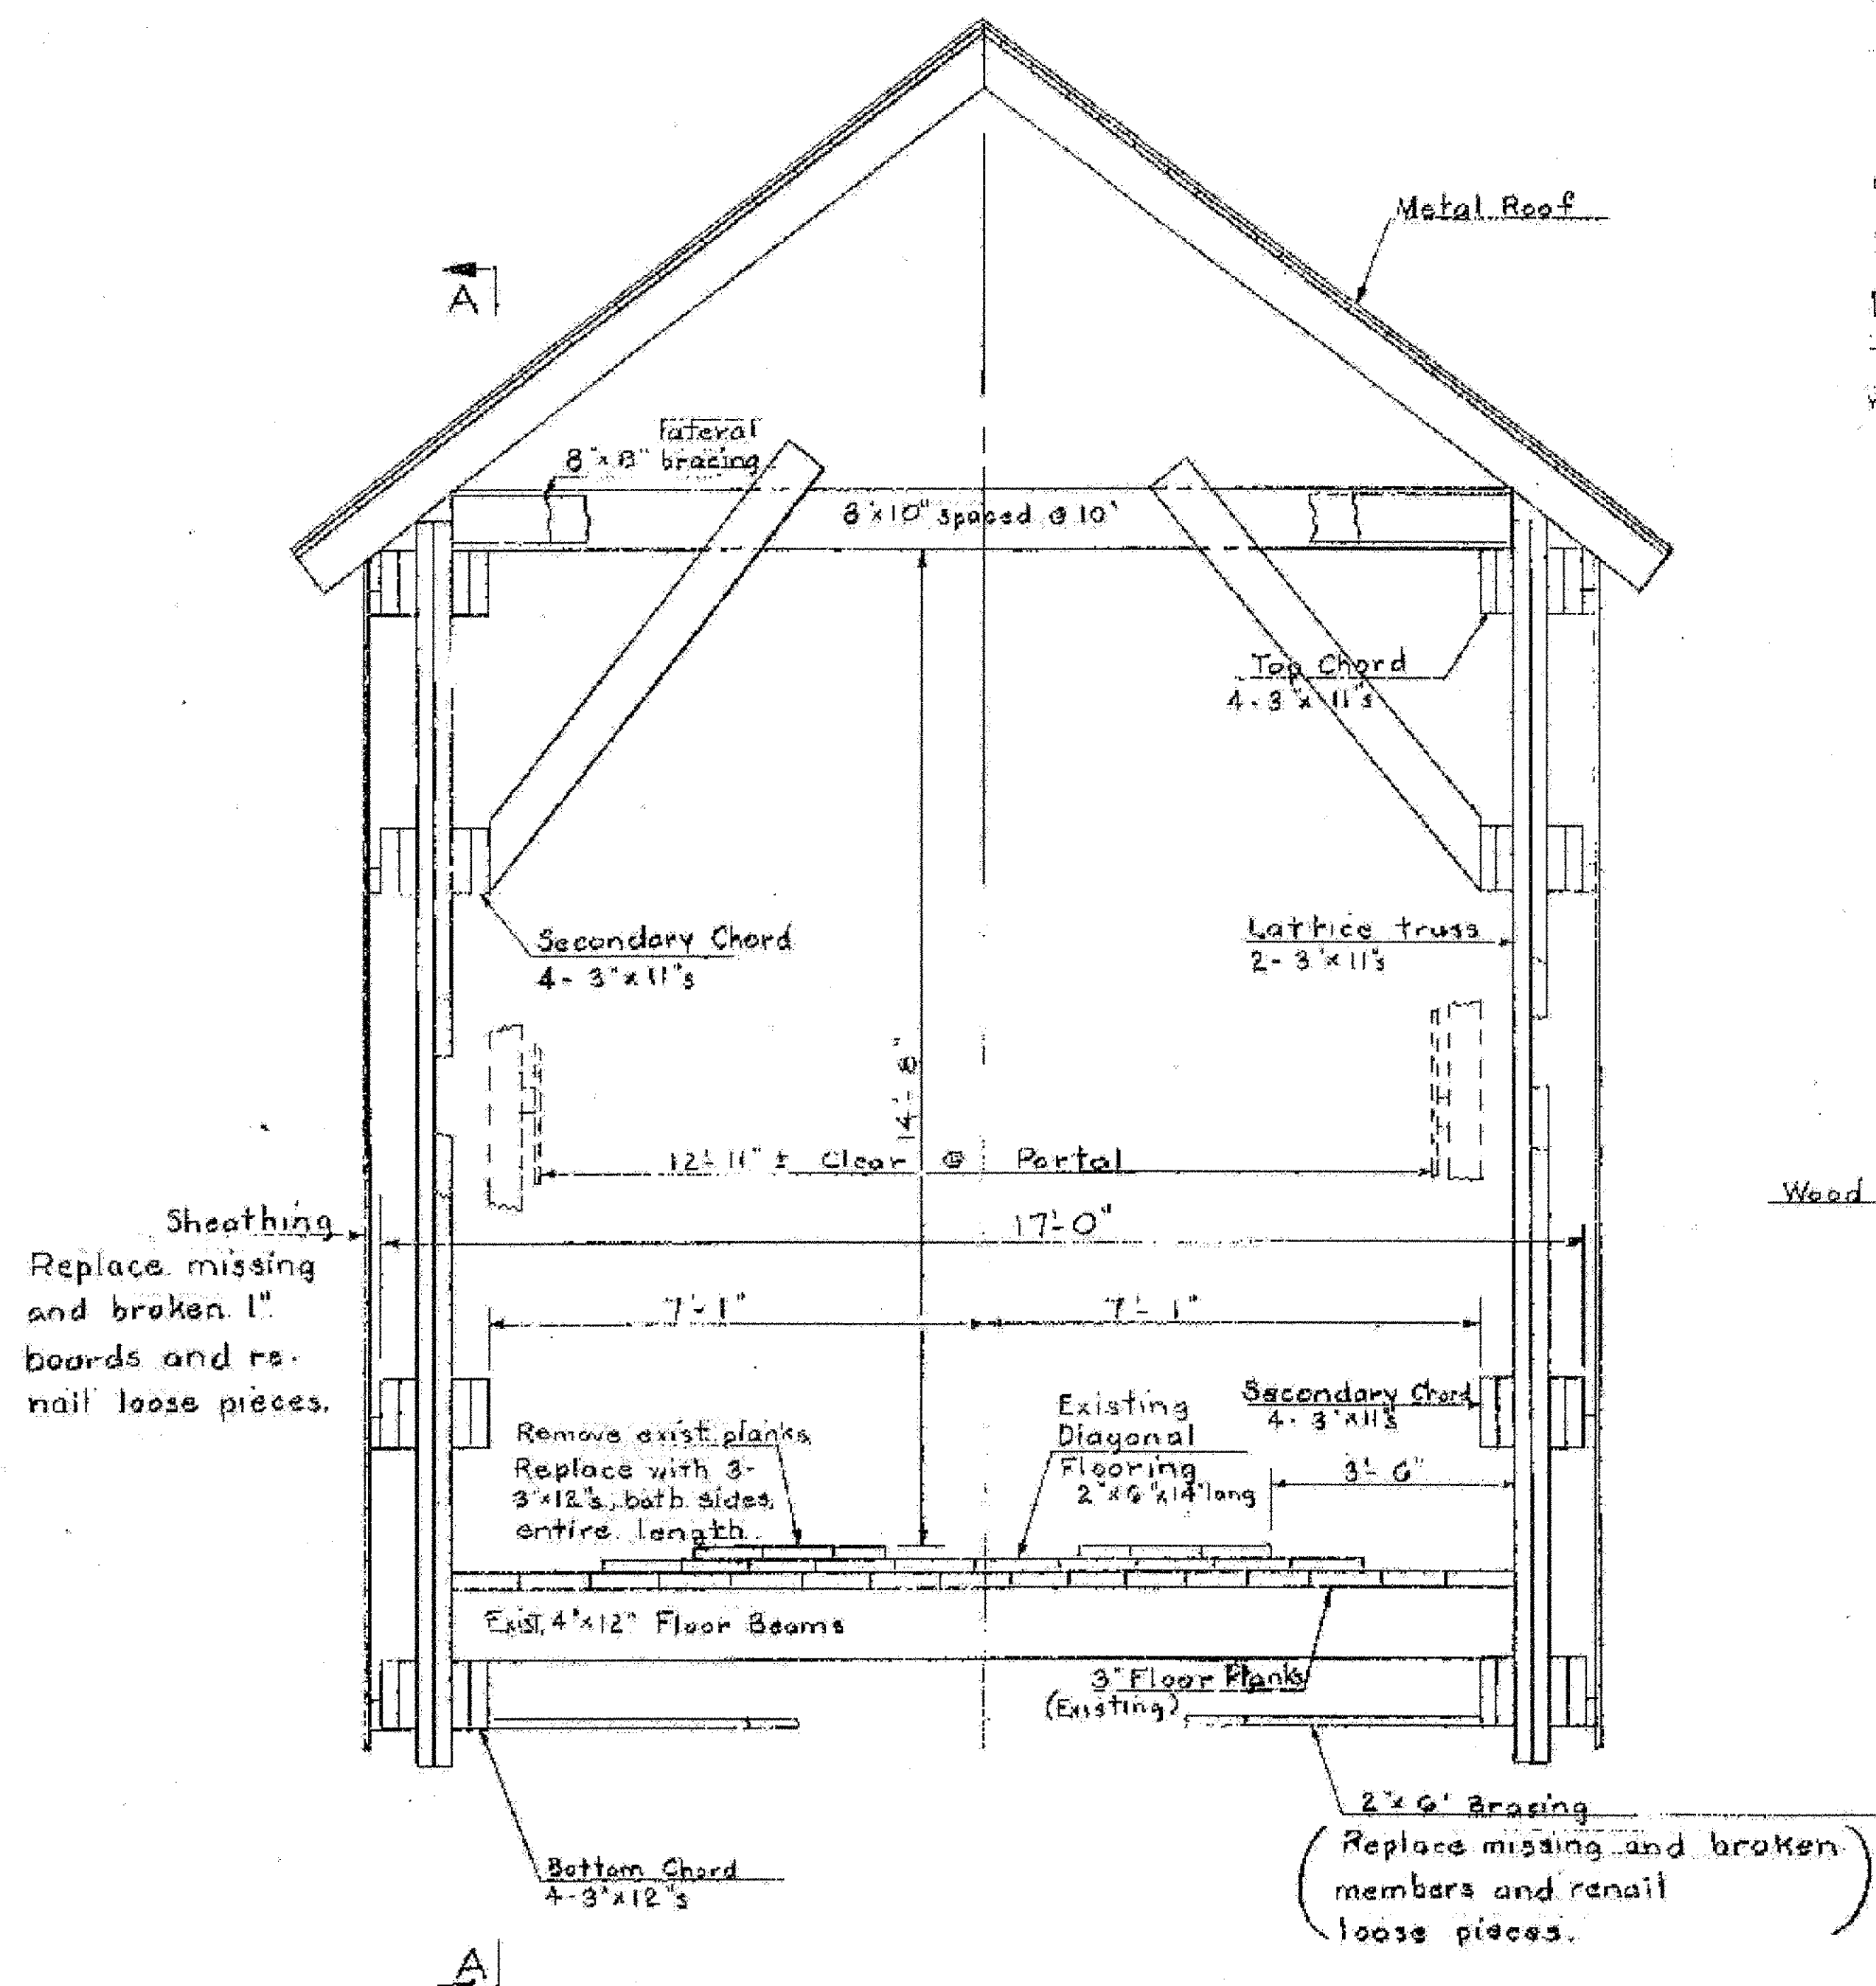 Metal Roof
A
lateral
8"x8" bracing
8"x10" spaced @ 10'
Top Chord
4-3"x11"s
Secondary Chord
4-3"x11"s
Lattice truss
2-3"x11"s
14'-8"
12'-11" ± Clear @ Portal
Wood
Sheathing
Replace missing
and broken 1"
boards and re-
nail loose pieces.
17'-0"
7'-1"
7'-1"
Secondary Chord
4-3"x11"s
Existing
Diagonal
Flooring
2"x6"x14" long
3'-6"
Remove exist. planks
Replace with 3-
3"x12"s, both sides,
entire length.
Exist. 4"x12" Floor Beams
3" Floor Planks
(Existing)
2"x6" Bracing
(Replace missing and broken
members and renail
loose pieces.)
Bottom Chord
4-3"x12"s
A